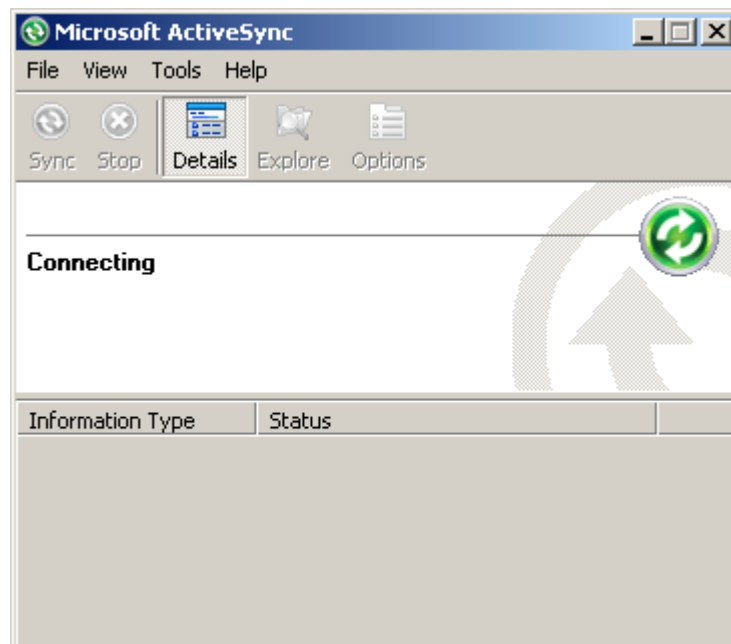 Microsoft ActiveSync
File View Tools Help
Sync Stop Details Explore Options
Connecting
Information Type Status